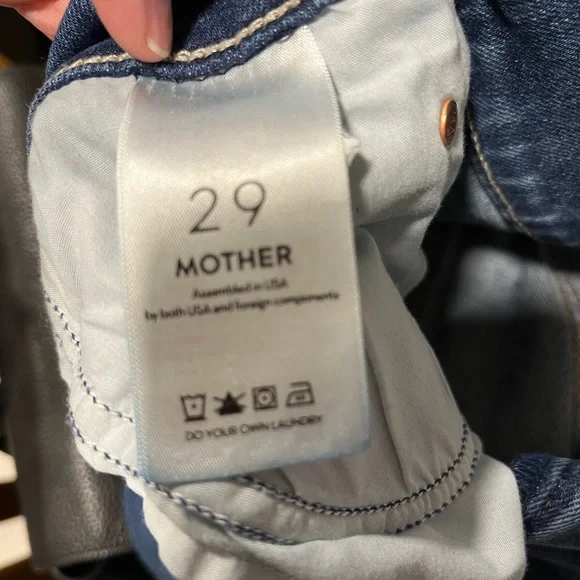 29
MOTHER
Assembled in USA
by both USA and foreign components
DO YOUR OWN LAUNDRY